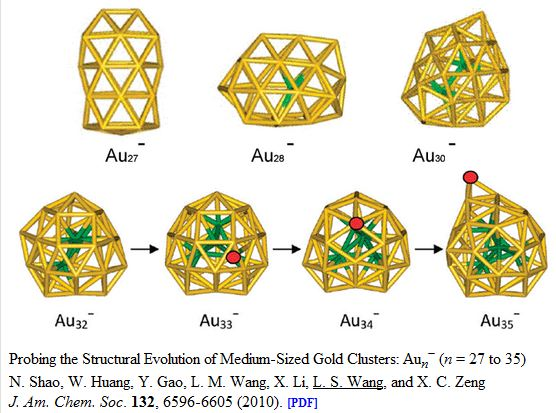 Au27⁻ Au28⁻ Au30⁻
Au32⁻ Au33⁻ Au34⁻ Au35⁻
Probing the Structural Evolution of Medium-Sized Gold Clusters: Auₙ⁻ (n = 27 to 35)
N. Shao, W. Huang, Y. Gao, L. M. Wang, X. Li, L. S. Wang, and X. C. Zeng
J. Am. Chem. Soc. 132, 6596-6605 (2010). [PDF]